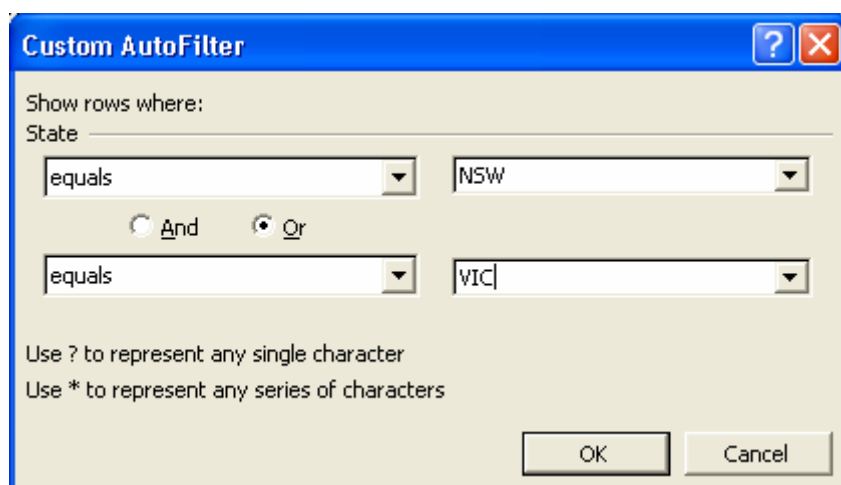 Custom AutoFilter ?
Show rows where:
State
equals NSW
And Or
equals VIC
Use ? to represent any single character
Use * to represent any series of characters
OK Cancel